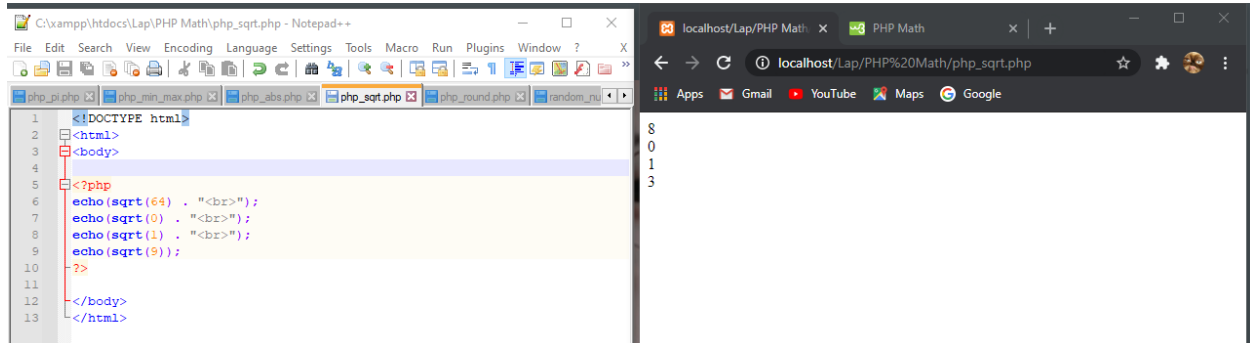 C:\xampp\htdocs\Lap\PHP Math\php_sqrt.php - Notepad++
File Edit Search View Encoding Language Settings Tools Macro Run Plugins Window ? X
php_pi.php php_min_max.php php_abs.php php_sqrt.php php_round.php random_nu
1 <!DOCTYPE html>
2 <html>
3 <body>
4
5 <?php
6 echo(sqrt(64) . "<br>");
7 echo(sqrt(0) . "<br>");
8 echo(sqrt(1) . "<br>");
9 echo(sqrt(9));
10 ?>
11
12 </body>
13 </html>
localhost/Lap/PHP Math PHP Math
localhost/Lap/PHP%20Math/php_sqrt.php
Apps Gmail YouTube Maps Google
8
0
1
3